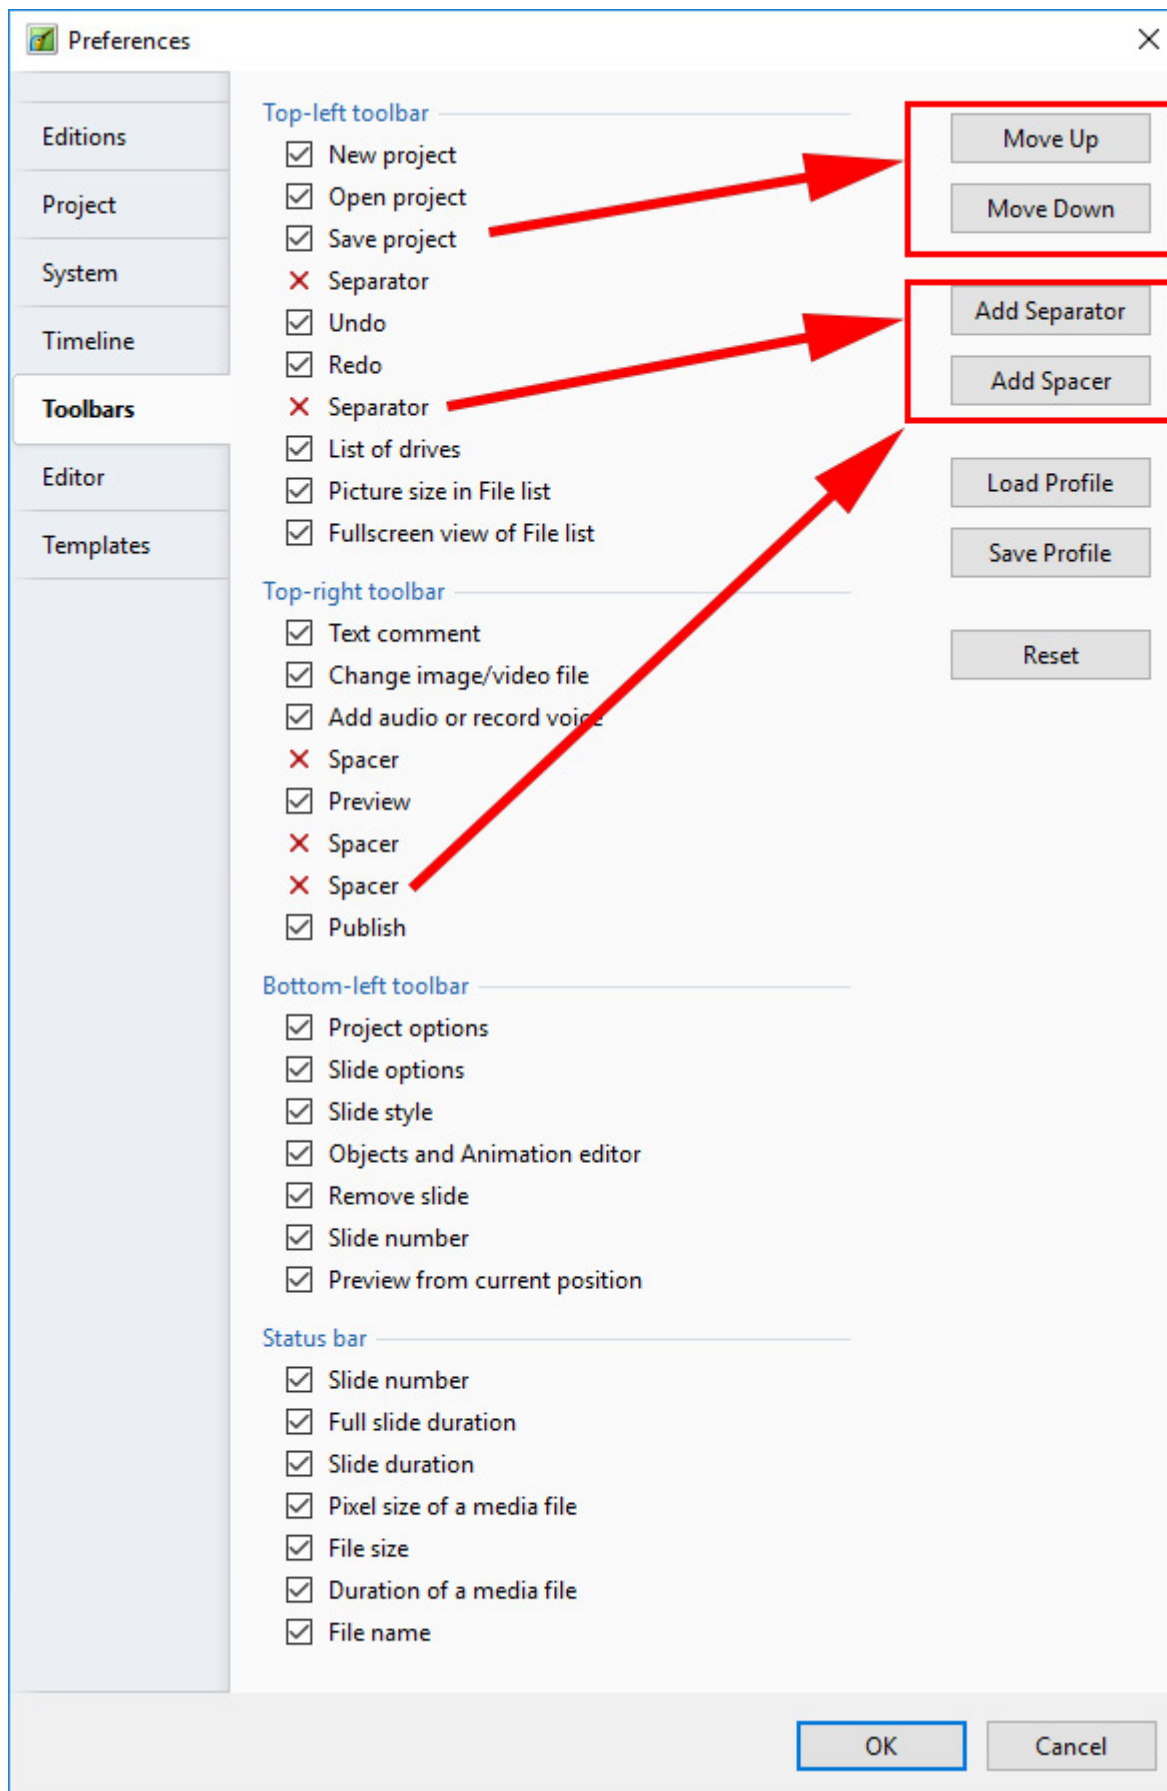 Preferences
Editions
Project
System
Timeline
Toolbars
Editor
Templates
Top-left toolbar
New project
Open project
Save project
Separator
Undo
Redo
Separator
List of drives
Picture size in File list
Fullscreen view of File list
Top-right toolbar
Text comment
Change image/video file
Add audio or record voice
Spacer
Preview
Spacer
Spacer
Publish
Bottom-left toolbar
Project options
Slide options
Slide style
Objects and Animation editor
Remove slide
Slide number
Preview from current position
Status bar
Slide number
Full slide duration
Slide duration
Pixel size of a media file
File size
Duration of a media file
File name
Move Up
Move Down
Add Separator
Add Spacer
Load Profile
Save Profile
Reset
OK
Cancel